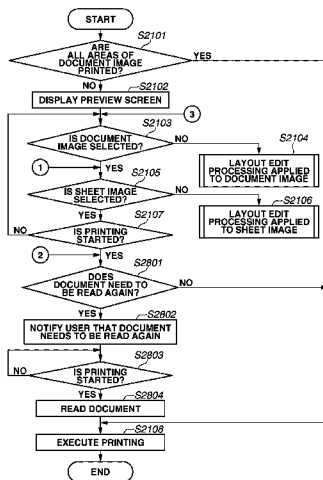 START
S2101
ARE
ALL AREAS OF
DOCUMENT IMAGE
PRINTED?
YES
NO
S2102
DISPLAY PREVIEW SCREEN
3
S2103
IS DOCUMENT
IMAGE SELECTED?
NO
S2104
LAYOUT EDIT
PROCESSING APPLIED
TO DOCUMENT IMAGE
1
YES
S2105
IS SHEET IMAGE
SELECTED?
NO
S2106
LAYOUT EDIT
PROCESSING APPLIED
TO SHEET IMAGE
YES
S2107
IS PRINTING
STARTED?
NO
2
YES
S2801
DOES
DOCUMENT NEED TO
BE READ AGAIN?
NO
YES
S2802
NOTIFY USER THAT DOCUMENT
NEEDS TO BE READ AGAIN
S2803
IS PRINTING
STARTED?
NO
YES
S2804
READ DOCUMENT
S2108
EXECUTE PRINTING
END